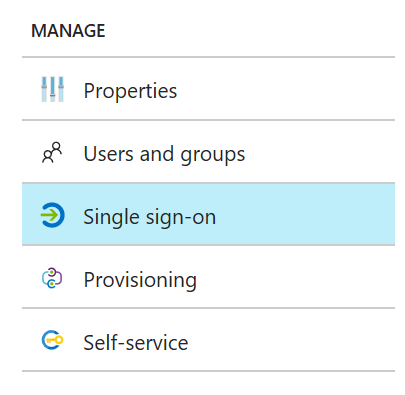 MANAGE
Properties
Users and groups
Single sign-on
Provisioning
Self-service